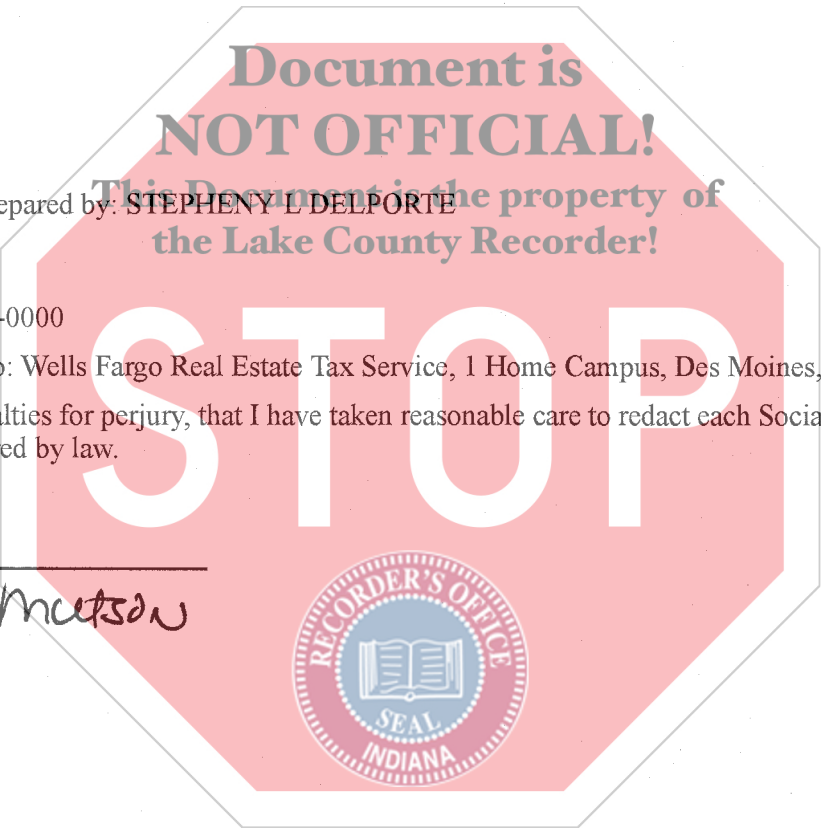 Document is
NOT OFFICIAL!
This Document is the property of
the Lake County Recorder!
epared by: STEPHENY L DELPORTE
-0000
o: Wells Fargo Real Estate Tax Service, 1 Home Campus, Des Moines,
alties for perjury, that I have taken reasonable care to redact each Socia
red by law.
STOP
Matson
RECORDER'S OFFICE
SEAL
INDIANA